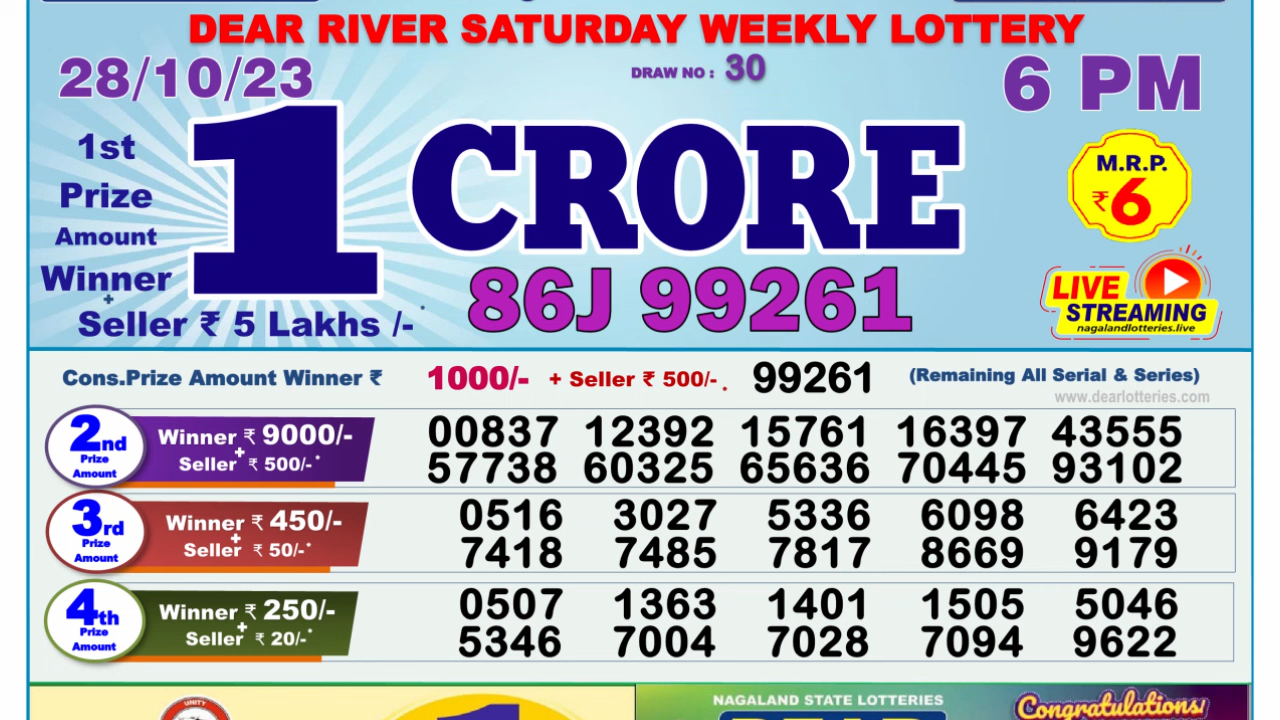 DEAR RIVER SATURDAY WEEKLY LOTTERY
28/10/23
DRAW NO : 30
6 PM
1st
Prize
Amount
Winner
+
Seller ₹ 5 Lakhs /- *
1 CRORE
86J 99261
M.R.P.
₹6
LIVE
STREAMING
nagalandlotteries.live
Cons.Prize Amount Winner ₹ 1000/- + Seller ₹ 500/- . 99261 (Remaining All Serial & Series)
www.dearlotteries.com
2nd
Prize
Amount
Winner ₹ 9000/-
+
Seller ₹ 500/- *
00837 12392 15761 16397 43555
57738 60325 65636 70445 93102
3rd
Prize
Amount
Winner ₹ 450/-
+
Seller ₹ 50/- *
0516 3027 5336 6098 6423
7418 7485 7817 8669 9179
4th
Prize
Amount
Winner ₹ 250/-
+
Seller ₹ 20/- *
0507 1363 1401 1505 5046
5346 7004 7028 7094 9622
UNITY
NAGALAND STATE LOTTERIES
DEAR
Congratulations!